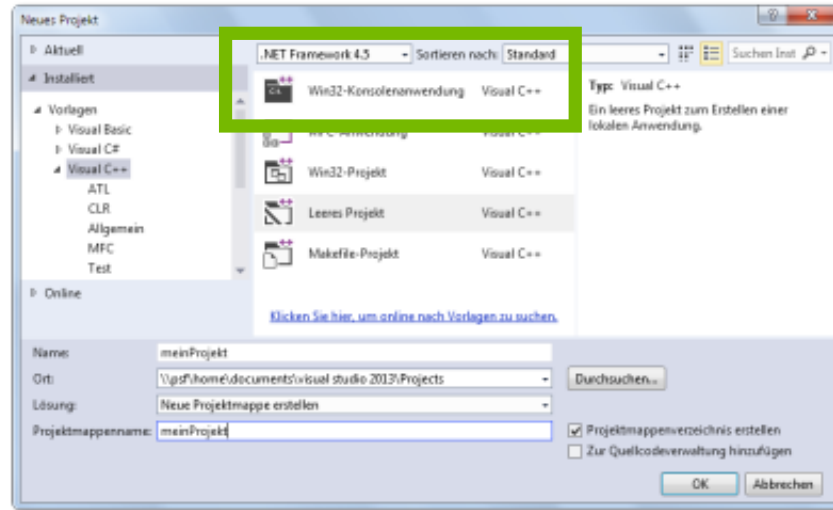 Neues Projekt
Aktuell
.NET Framework 4.5 Sortieren nach: Standard Suchen Inst
Installiert
Vorlagen
Visual Basic
Visual C#
Visual C++
ATL
CLR
Allgemein
MFC
Test
Online
Win32-Konsolenanwendung Visual C++
MFC-Anwendung Visual C++
Win32-Projekt Visual C++
Leeres Projekt Visual C++
Makefile-Projekt Visual C++
Klicken Sie hier, um online nach Vorlagen zu suchen.
Typ: Visual C++
Ein leeres Projekt zum Erstellen einer
lokalen Anwendung.
Name: meinProjekt
Ort: \\psf\home\documents\visual studio 2013\Projects Durchsuchen...
Lösung: Neue Projektmappe erstellen
Projektmappenname: meinProjekt
Projektmappenverzeichnis erstellen
Zur Quellcodeverwaltung hinzufügen
OK Abbrechen